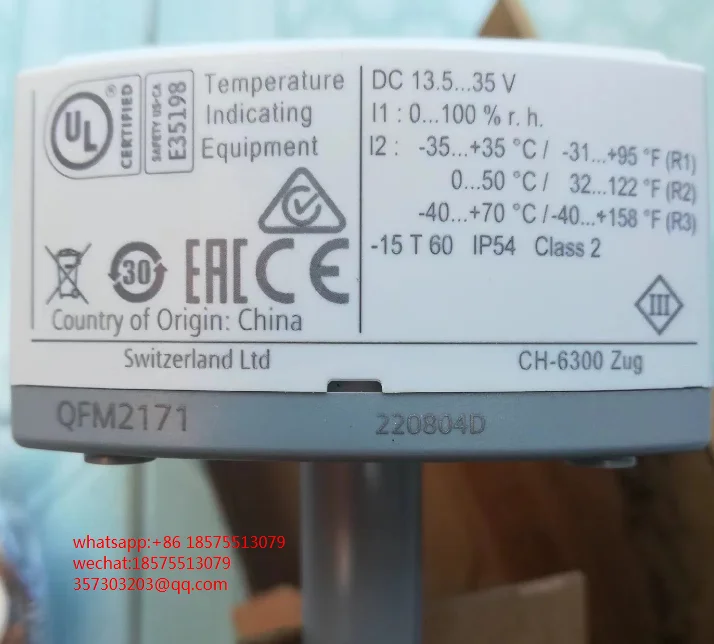 UL
®
CERTIFIED
SAFETY US-CA
E35198
Temperature
Indicating
Equipment
30
EAC CE
Country of Origin: China
DC 13.5...35 V
I1 : 0...100 % r. h.
I2 : -35...+35 °C / -31...+95 °F (R1)
0...50 °C / 32...122 °F (R2)
-40...+70 °C /-40...+158 °F (R3)
-15 T 60 IP54 Class 2
III
Switzerland Ltd
CH-6300 Zug
QFM2171
220804D
whatsapp:+86 18575513079
wechat:18575513079
357303203@qq.com